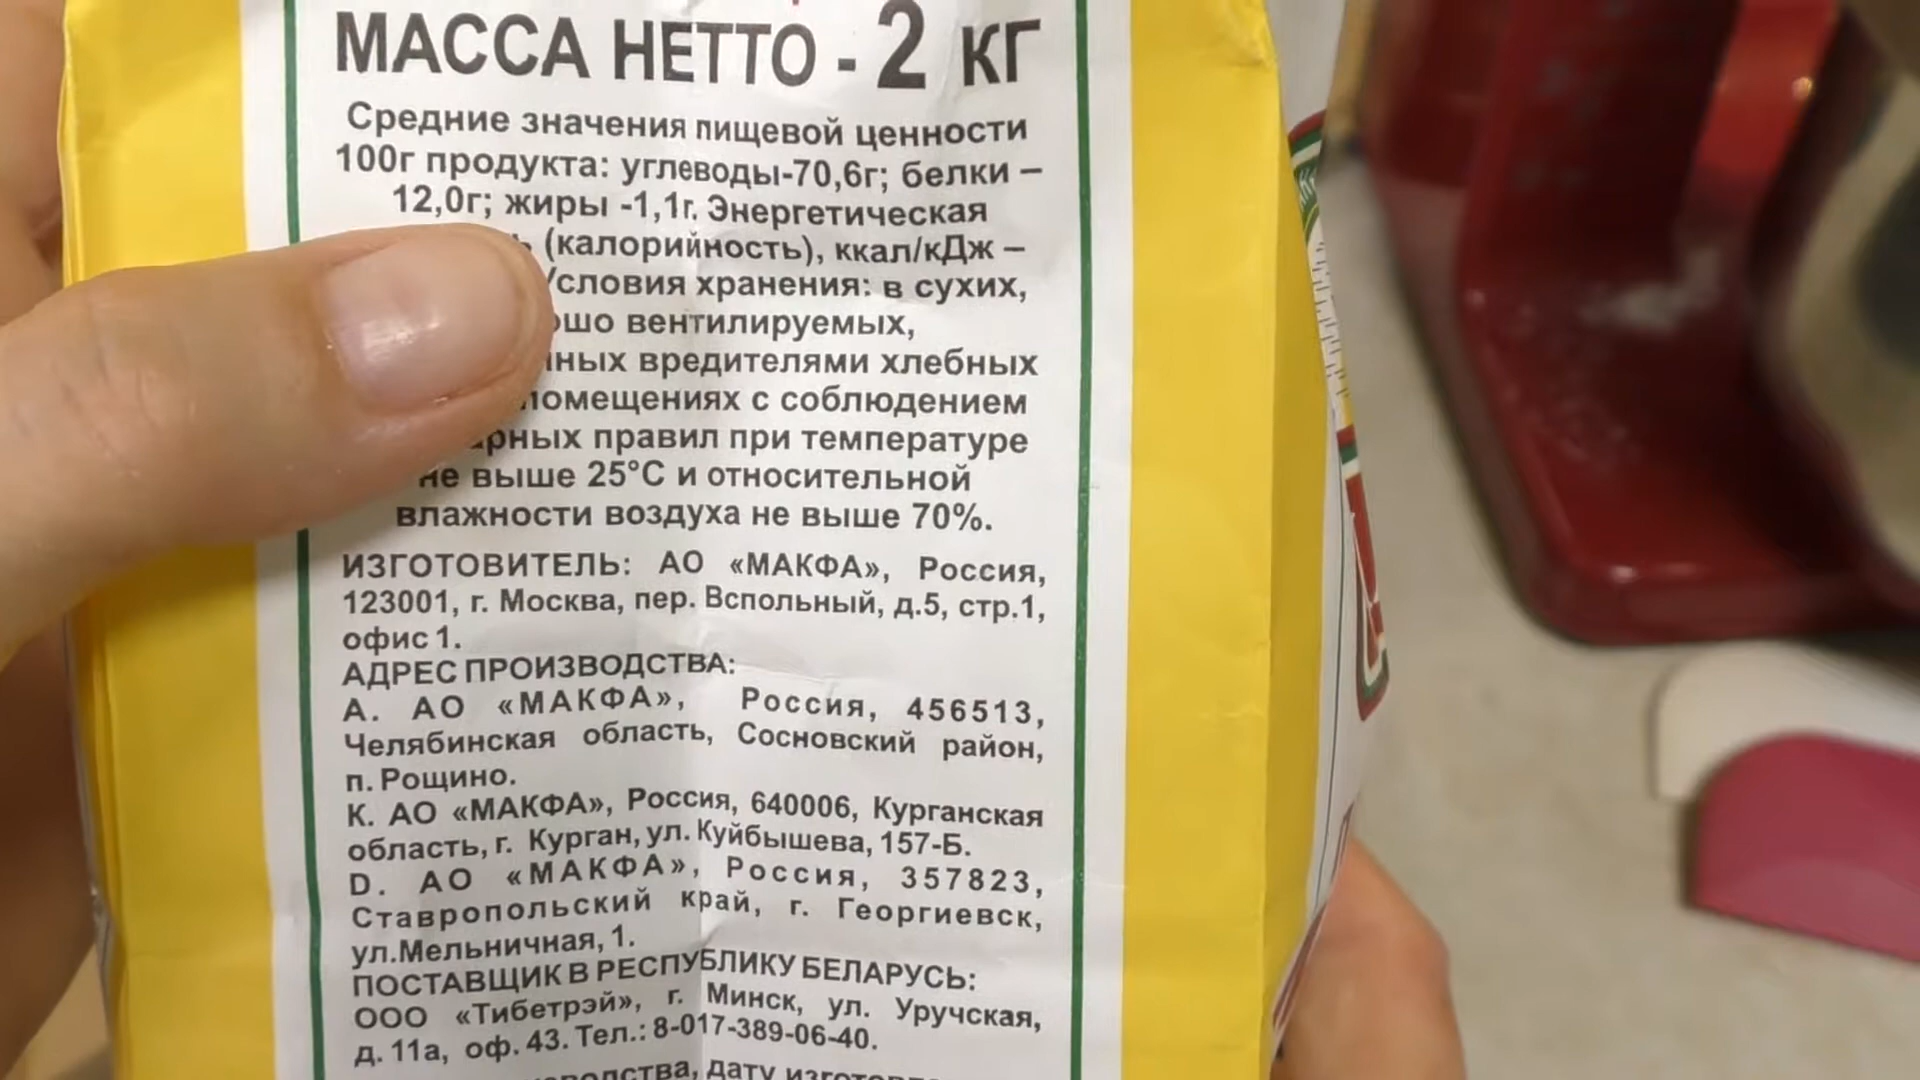 МАССА НЕТТО - 2 КГ
Средние значения пищевой ценности
100г продукта: углеводы-70,6г; белки –
12,0г; жиры -1,1г. Энергетическая
(калорийность), ккал/кДж –
словия хранения: в сухих,
вентилируемых,
вредителями хлебных
помещениях с соблюдением
правил при температуре
не выше 25°С и относительной
влажности воздуха не выше 70%.
ИЗГОТОВИТЕЛЬ: АО «МАКФА», Россия,
123001, г. Москва, пер. Вспольный, д.5, стр.1,
офис 1.
АДРЕС ПРОИЗВОДСТВА:
А. АО «МАКФА», Россия, 456513,
Челябинская область, Сосновский район,
п. Рощино.
К. АО «МАКФА», Россия, 640006, Курганская
область, г. Курган, ул. Куйбышева, 157-Б.
D. АО «МАКФА», Россия, 357823,
Ставропольский край, г. Георгиевск,
ул.Мельничная, 1.
ПОСТАВЩИК В РЕСПУБЛИКУ БЕЛАРУСЬ:
ООО «Тибетрэй», г. Минск, ул. Уручская,
д. 11а, оф. 43. Тел.: 8-017-389-06-40.
дату